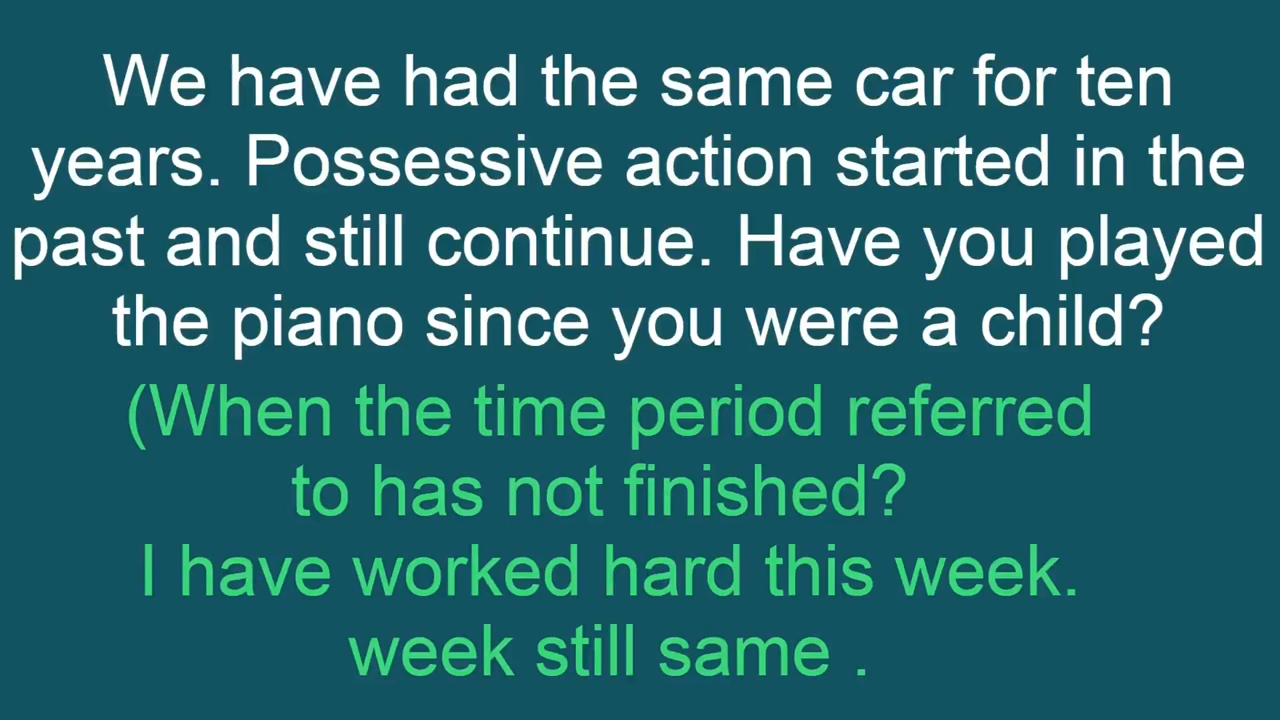 We have had the same car for ten
years. Possessive action started in the
past and still continue. Have you played
the piano since you were a child?
(When the time period referred
to has not finished?
I have worked hard this week.
week still same .